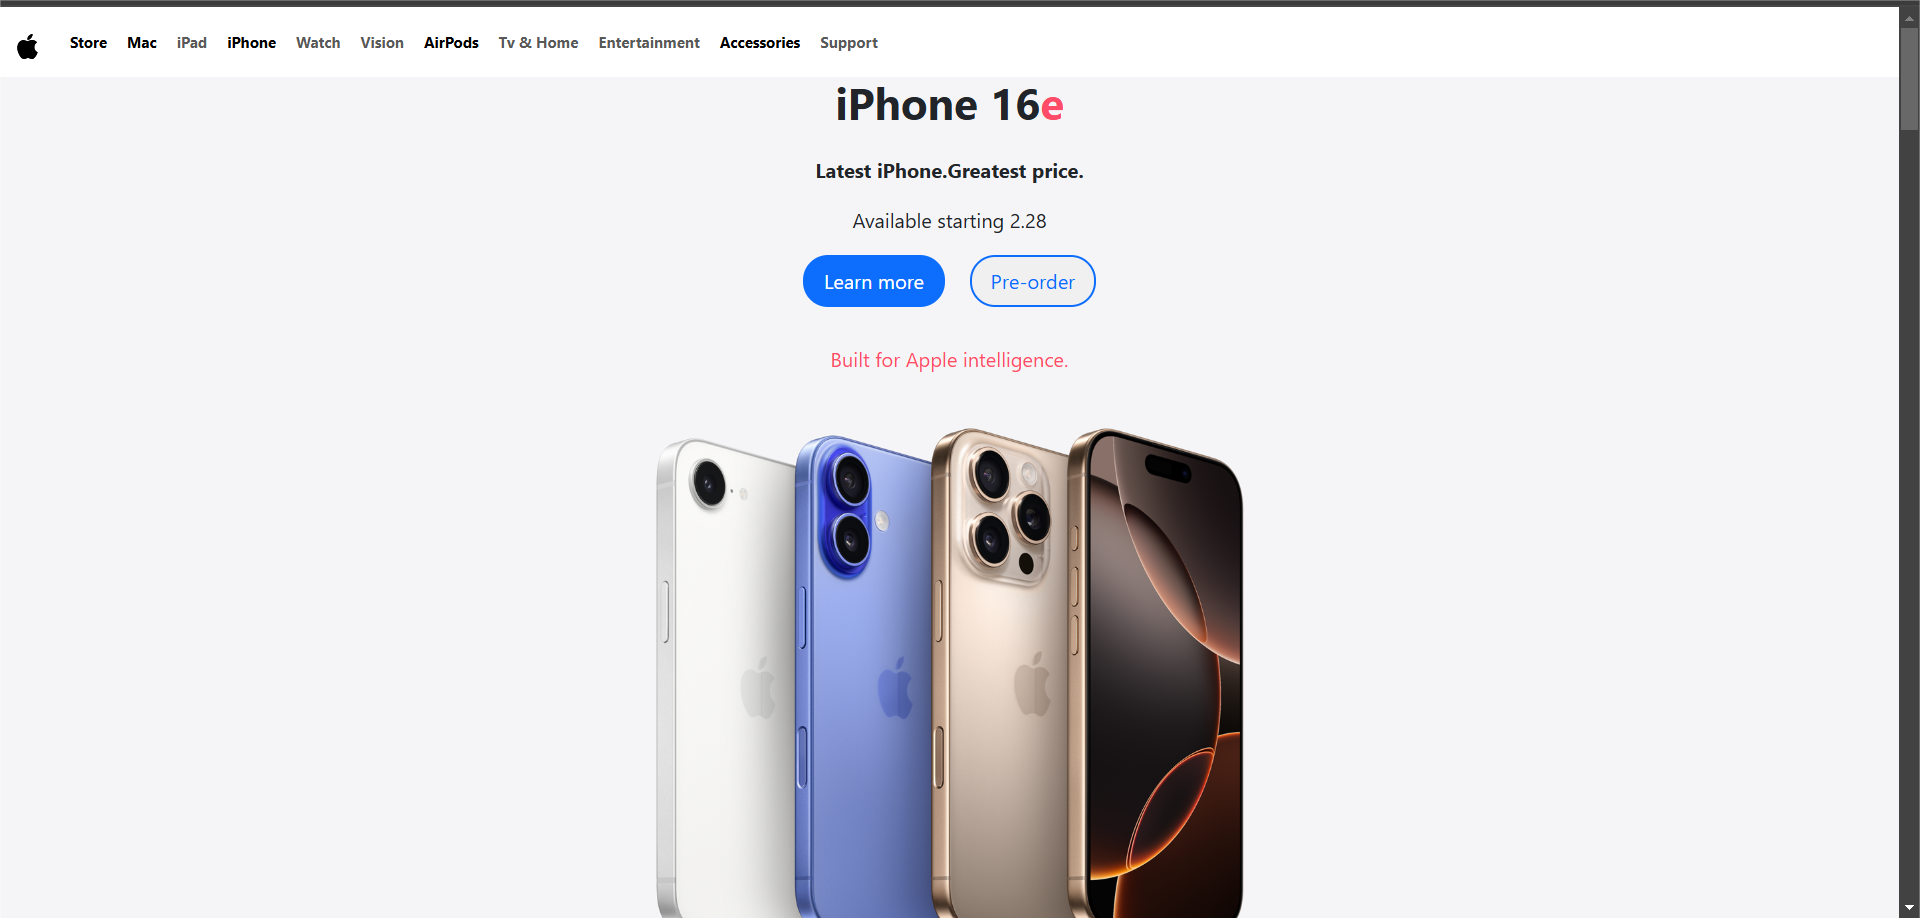 Store Mac iPad iPhone Watch Vision AirPods Tv & Home Entertainment Accessories Support
iPhone 16e
Latest iPhone.Greatest price.
Available starting 2.28
Learn more Pre-order
Built for Apple intelligence.